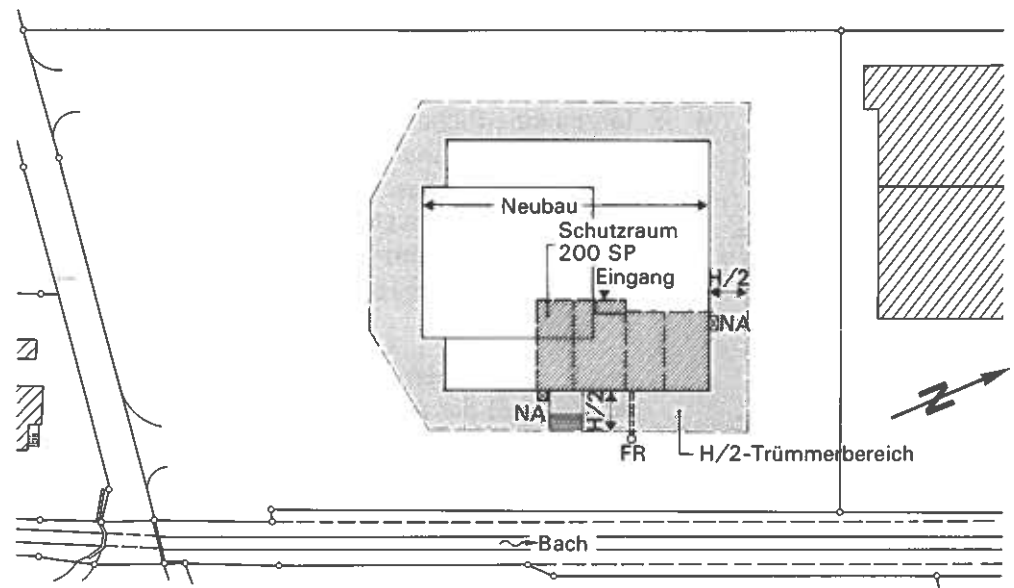 Neubau
Schutzraum
200 SP
Eingang
H/2
NA
NA
H/2
FR
H/2-Trümmerbereich
N
Bach